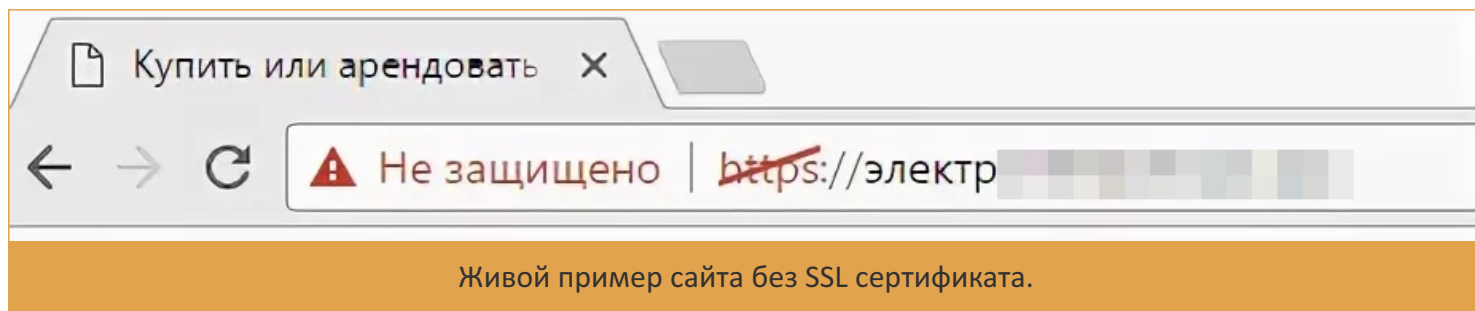 Купить или арендовать
Не защищено | https://электр
Живой пример сайта без SSL сертификата.